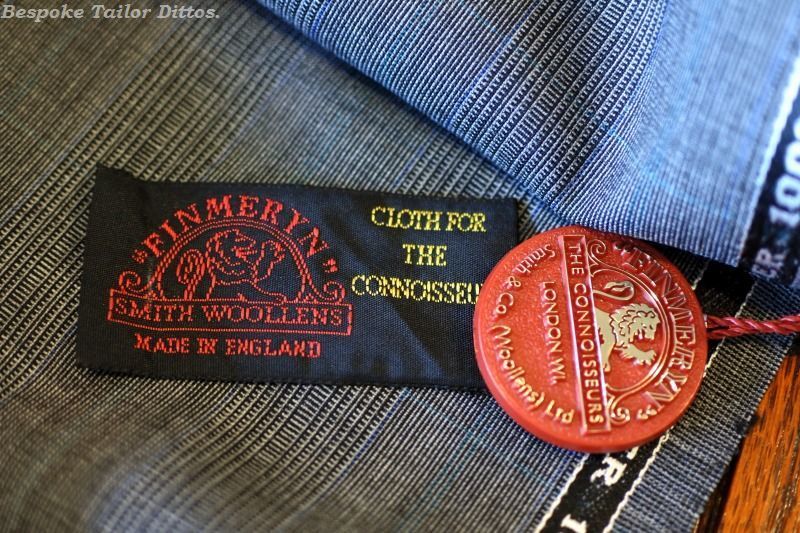 Bespoke Tailor Dittos.
"FINMERYN"
SMITH WOOLLENS
MADE IN ENGLAND
CLOTH FOR
THE
CONNOISSEU
"FINMERYN"
THE CONNOISSEURS
LONDON.W1.
Smith & Co. (Woollens) Ltd